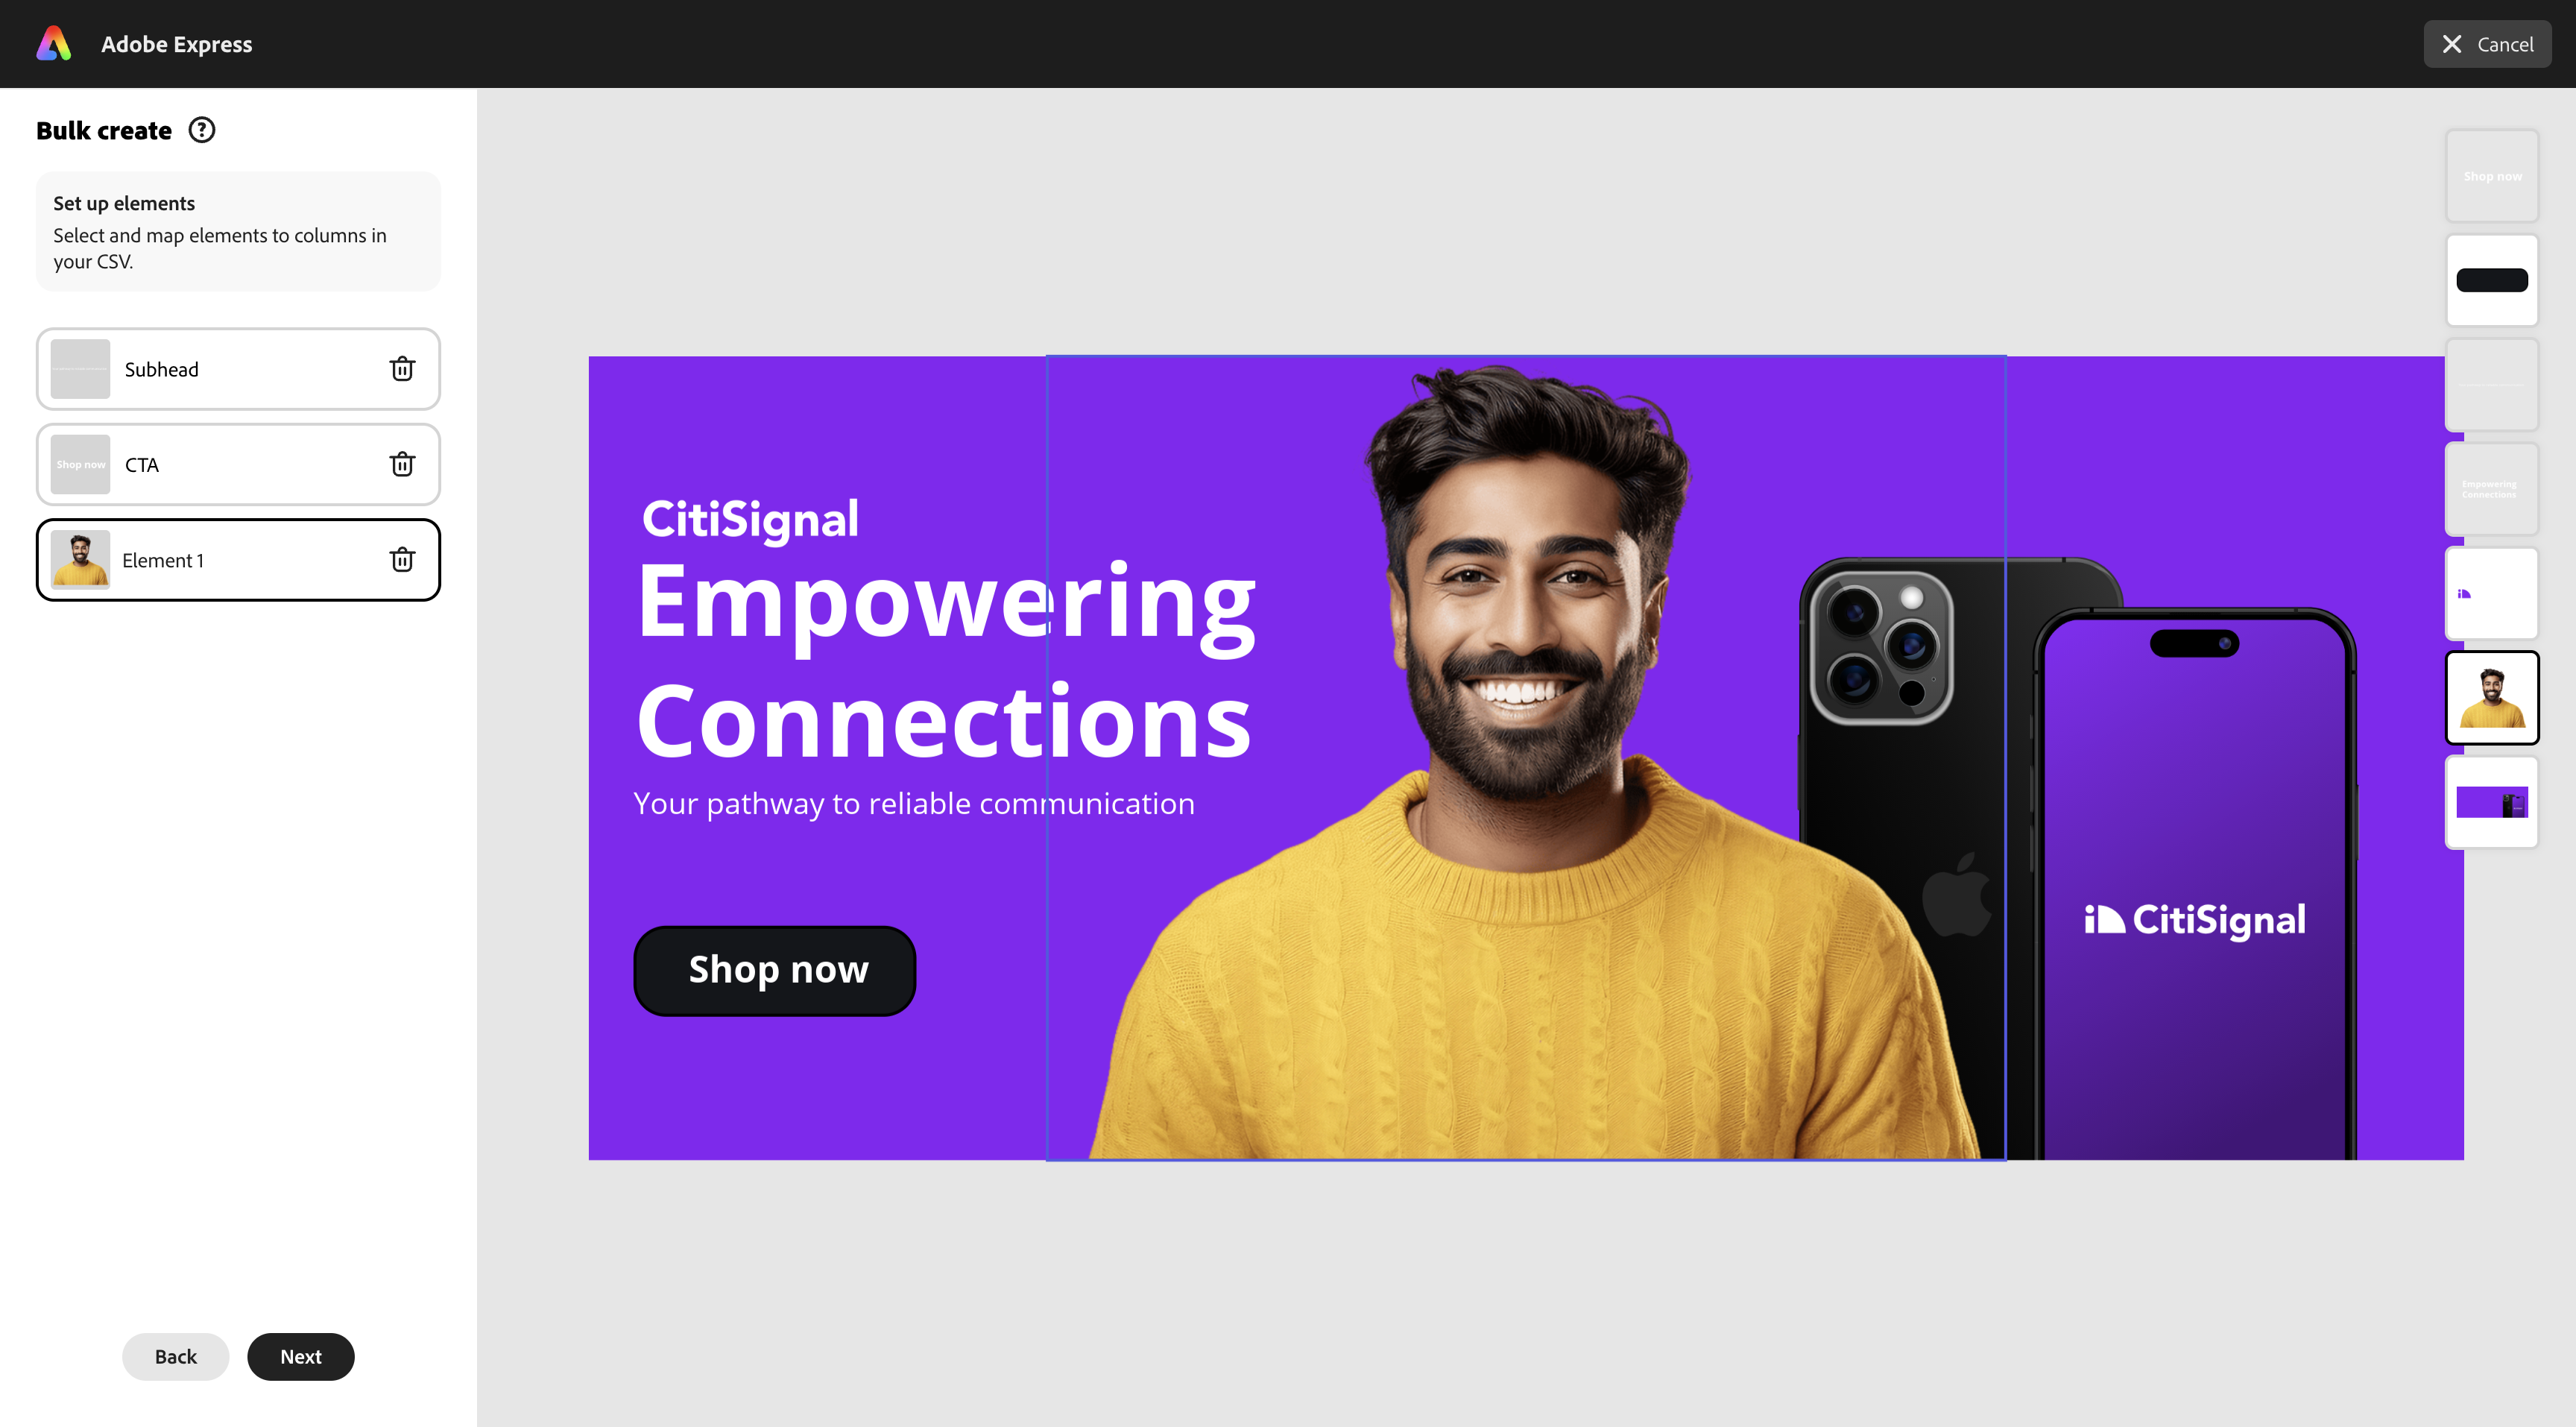 Adobe Express
Cancel
Bulk create
Set up elements
Select and map elements to columns in
your CSV.
Subhead
Shop now
CTA
Element 1
Back
Next
CitiSignal
Empowering
Connections
Your pathway to reliable communication
Shop now
CitiSignal
Shop now
Empowering
Connections